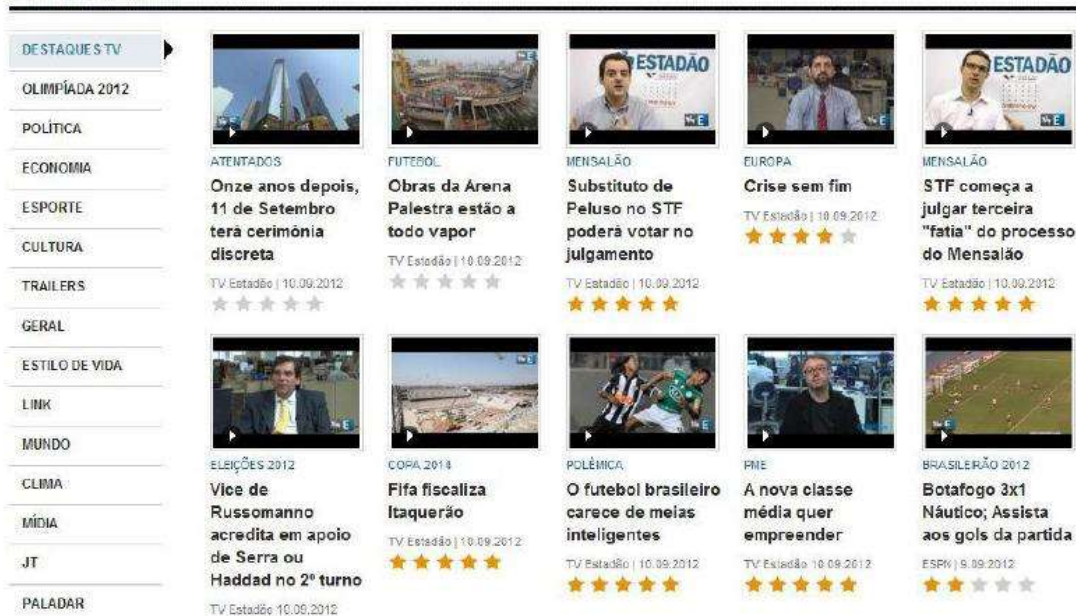 DESTAQUES TV
OLIMPÍADA 2012
POLÍTICA
ECONOMIA
ESPORTE
CULTURA
TRAILERS
GERAL
ESTILO DE VIDA
LINK
MUNDO
CLIMA
MÍDIA
JT
PALADAR
ATENTADOS
Onze anos depois,
11 de Setembro
terá cerimônia
discreta
TV Estadão | 10.09.2012
FUTEBOL
Obras da Arena
Palestra estão a
todo vapor
TV Estadão | 10.09.2012
ESTADÃO
MENSALÃO
Substituto de
Peluso no STF
poderá votar no
julgamento
TV Estadão | 10.09.2012
EUROPA
Crise sem fim
TV Estadão | 10.09.2012
ESTADÃO
MENSALÃO
STF começa a
julgar terceira
"fatia" do processo
do Mensalão
TV Estadão | 10.09.2012
ELEIÇÕES 2012
Vice de
Russomanno
acredita em apoio
de Serra ou
Haddad no 2º turno
TV Estadão 10.09.2012
COPA 2014
Fifa fiscaliza
Itaquerão
TV Estadão | 10.09.2012
POLÊMICA
O futebol brasileiro
carece de meias
inteligentes
TV Estadão | 10.09.2012
PME
A nova classe
média quer
empreender
TV Estadão 10.09.2012
BRASILEIRÃO 2012
Botafogo 3x1
Náutico; Assista
aos gols da partida
ESPN | 9.09.2012